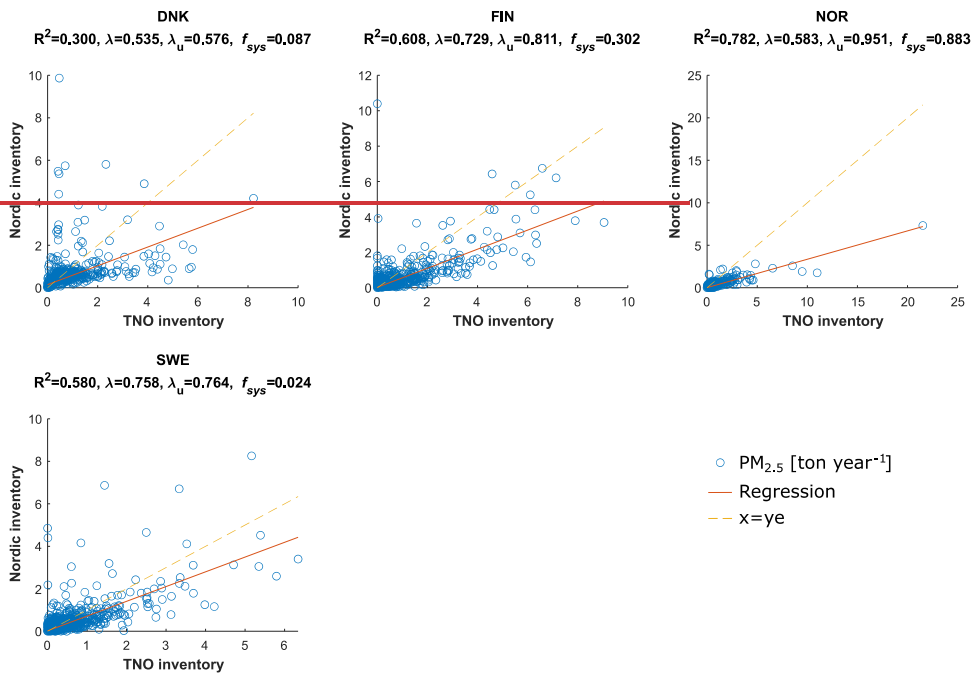 DNK
R²=0.300, λ=0.535, λᵤ=0.576, f_sys=0.087
10
8
6
4
2
0
Nordic inventory
0 2 4 6 8 10
TNO inventory
FIN
R²=0.608, λ=0.729, λᵤ=0.811, f_sys=0.302
12
10
8
6
4
2
0
Nordic inventory
0 2 4 6 8 10
TNO inventory
NOR
R²=0.782, λ=0.583, λᵤ=0.951, f_sys=0.883
25
20
15
10
5
0
Nordic inventory
0 5 10 15 20 25
TNO inventory
SWE
R²=0.580, λ=0.758, λᵤ=0.764, f_sys=0.024
10
8
6
4
2
0
Nordic inventory
0 1 2 3 4 5 6
TNO inventory
PM₂.₅ [ton year⁻¹]
Regression
x=ye